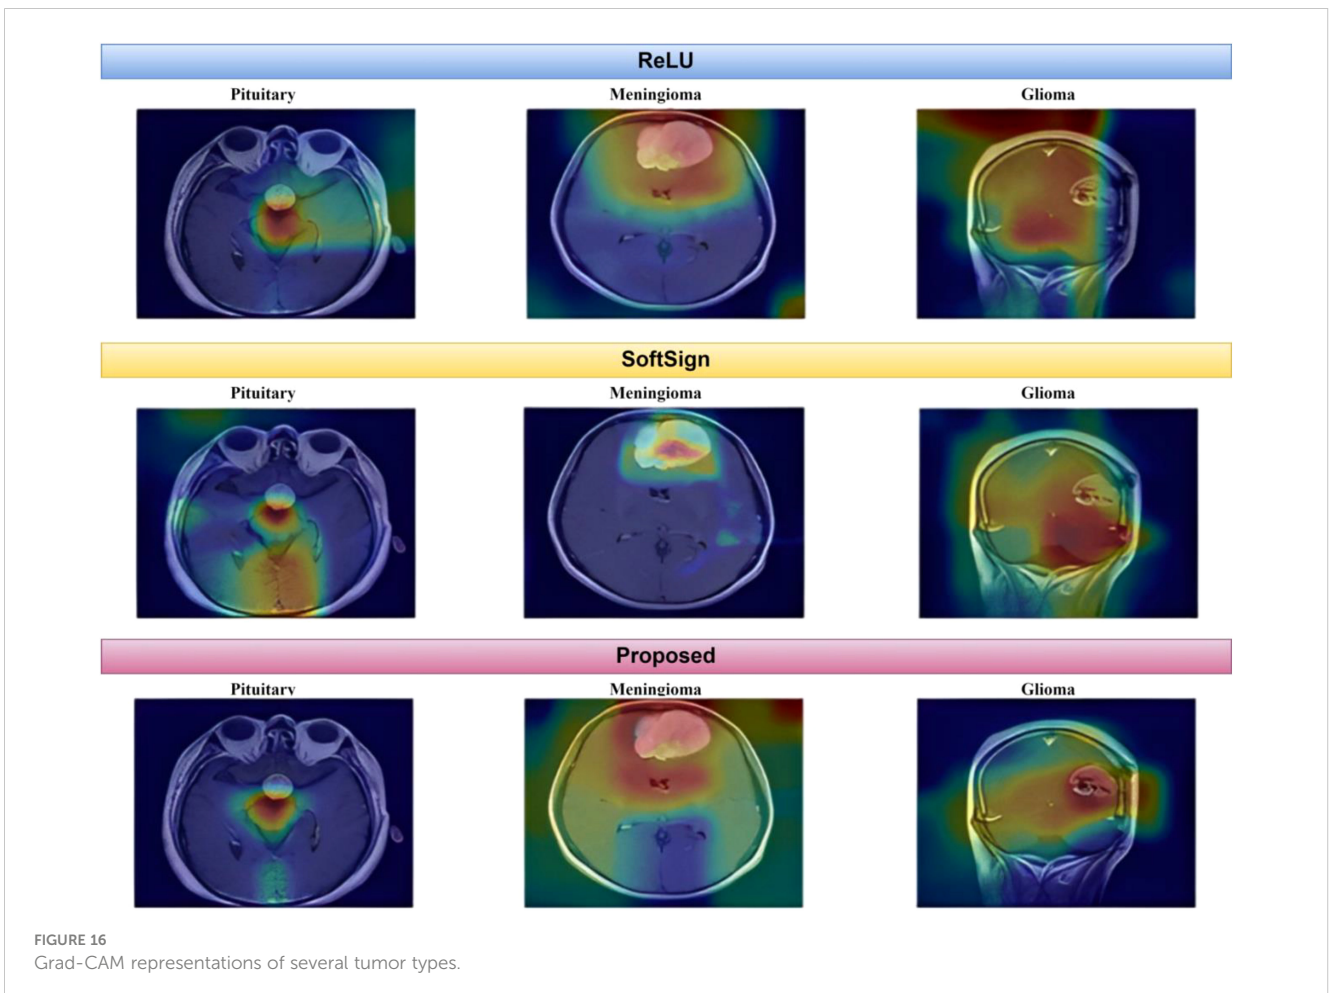 ReLU
Pituitary
Meningioma
Glioma
SoftSign
Pituitary
Meningioma
Glioma
Proposed
Pituitary
Meningioma
Glioma
FIGURE 16
Grad-CAM representations of several tumor types.